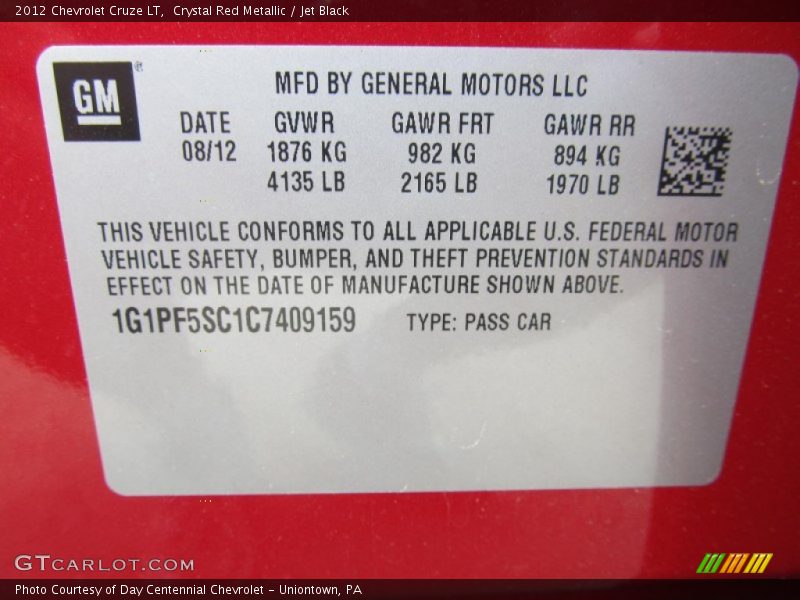 2012 Chevrolet Cruze LT, Crystal Red Metallic / Jet Black
GM
MFD BY GENERAL MOTORS LLC
DATE GVWR GAWR FRT GAWR RR
08/12 1876 KG 982 KG 894 KG
4135 LB 2165 LB 1970 LB
THIS VEHICLE CONFORMS TO ALL APPLICABLE U.S. FEDERAL MOTOR
VEHICLE SAFETY, BUMPER, AND THEFT PREVENTION STANDARDS IN
EFFECT ON THE DATE OF MANUFACTURE SHOWN ABOVE.
1G1PF5SC1C7409159 TYPE: PASS CAR
GTCARLOT.COM
Photo Courtesy of Day Centennial Chevrolet – Uniontown, PA